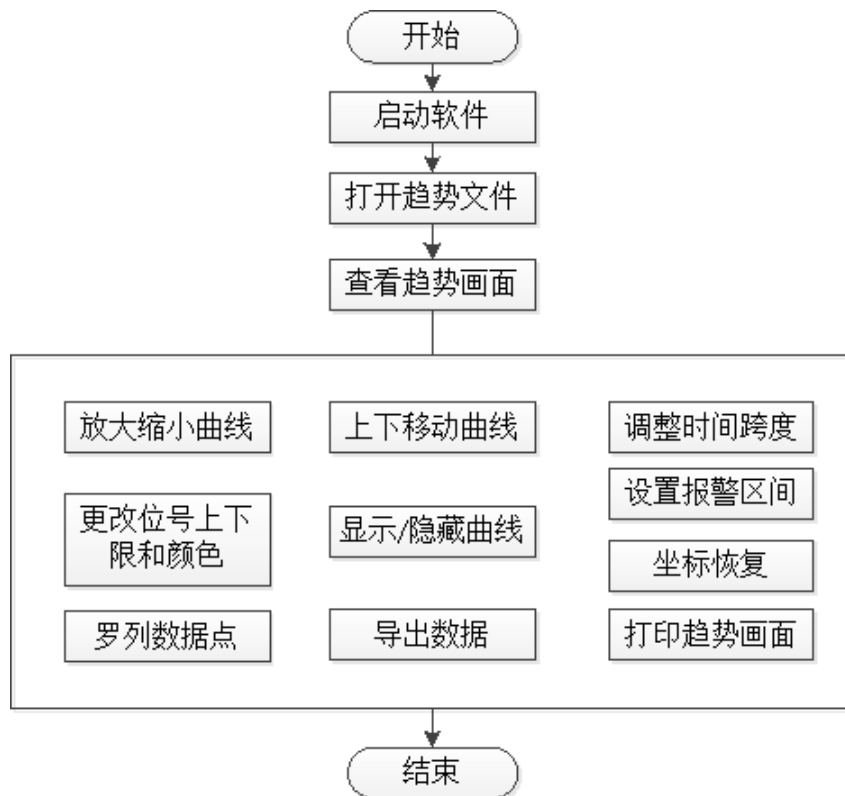 开始
启动软件
打开趋势文件
查看趋势画面
放大缩小曲线
上下移动曲线
调整时间跨度
设置报警区间
更改位号上下
限和颜色
显示/隐藏曲线
坐标恢复
罗列数据点
导出数据
打印趋势画面
结束